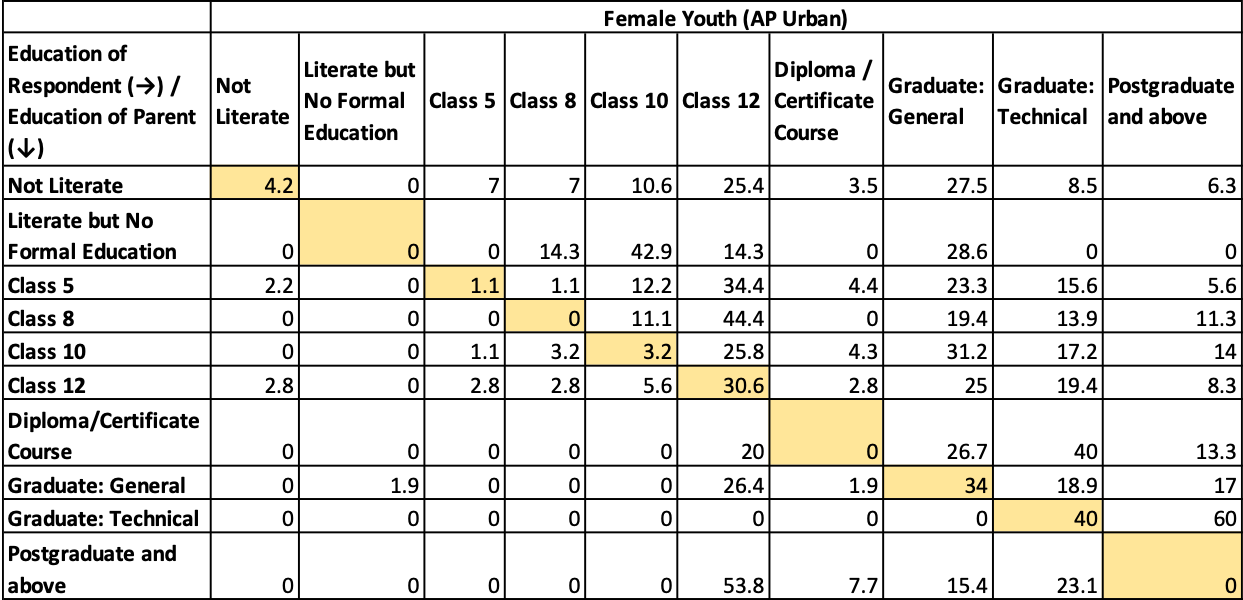 Female Youth (AP Urban)
Education of
Respondent (→) /
Education of Parent
(↓)
Not
Literate
Literate but
No Formal
Education
Class 5
Class 8
Class 10
Class 12
Diploma /
Certificate
Course
Graduate:
General
Graduate:
Technical
Postgraduate
and above
Not Literate 4.2 0 7 7 10.6 25.4 3.5 27.5 8.5 6.3
Literate but No
Formal Education 0 0 0 14.3 42.9 14.3 0 28.6 0 0
Class 5 2.2 0 1.1 1.1 12.2 34.4 4.4 23.3 15.6 5.6
Class 8 0 0 0 0 11.1 44.4 0 19.4 13.9 11.3
Class 10 0 0 1.1 3.2 3.2 25.8 4.3 31.2 17.2 14
Class 12 2.8 0 2.8 2.8 5.6 30.6 2.8 25 19.4 8.3
Diploma/Certificate
Course 0 0 0 0 0 20 0 26.7 40 13.3
Graduate: General 0 1.9 0 0 0 26.4 1.9 34 18.9 17
Graduate: Technical 0 0 0 0 0 0 0 0 40 60
Postgraduate and
above 0 0 0 0 0 53.8 7.7 15.4 23.1 0